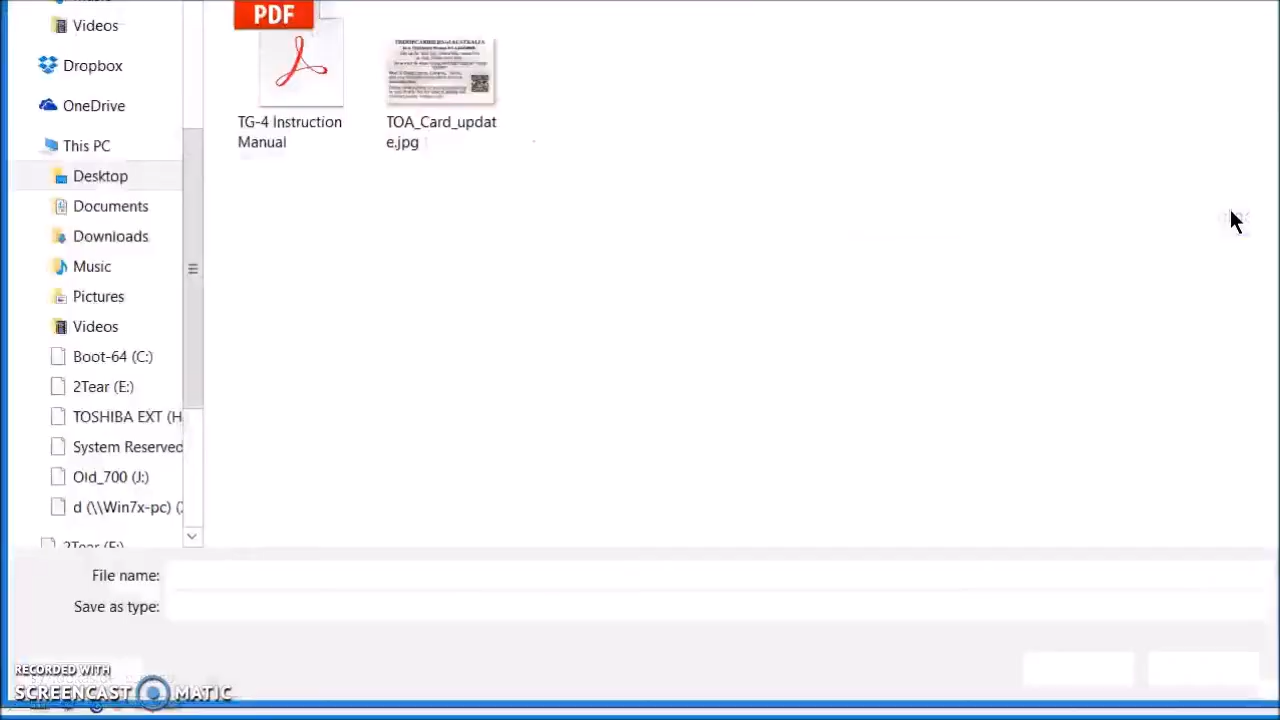 Videos
Dropbox
OneDrive
This PC
Desktop
Documents
Downloads
Music
Pictures
Videos
Boot-64 (C:)
2Tear (E:)
TOSHIBA EXT (H
System Reserved
Old_700 (J:)
d (\\Win7x-pc) (
2Tear (E:)
PDF
TG-4 Instruction
Manual
TOA_Card_updat
e.jpg
File name:
Save as type:
RECORDED WITH
SCREENCAST MATIC